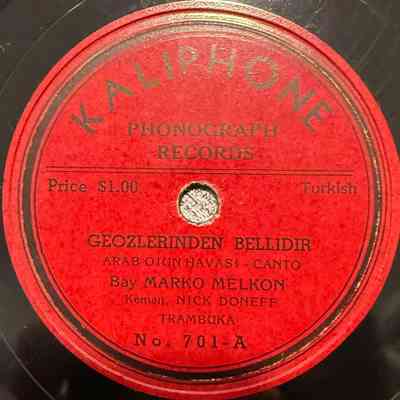 KALIPHONE
PHONOGRAPH
RECORDS
Price $1.00
Turkish
GEOZLERINDEN BELLIDIR
ARAB OIUN HAVASI - CANTO
Bay MARKO MELKON
Keman, NICK DONEFF
TRAMBUKA
No. 701-A